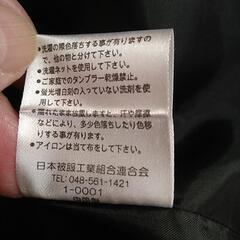 ●洗濯の際色落ちする事が有りますの
で、他の物と分けて下さい。
●洗濯ネットを使用して下さい。
●ご家庭でのタンブラー乾燥禁止。
●蛍光増白剤の入っていない洗剤を使
用して下さい。
●濡れたまま放置しますと、汗や摩擦
などにより、多少色落ちしたり色移
りする事が有ります。
●アイロンは当て布をして下さい。
日本被服工業組合連合会
TEL:048-561-1421
1-0001